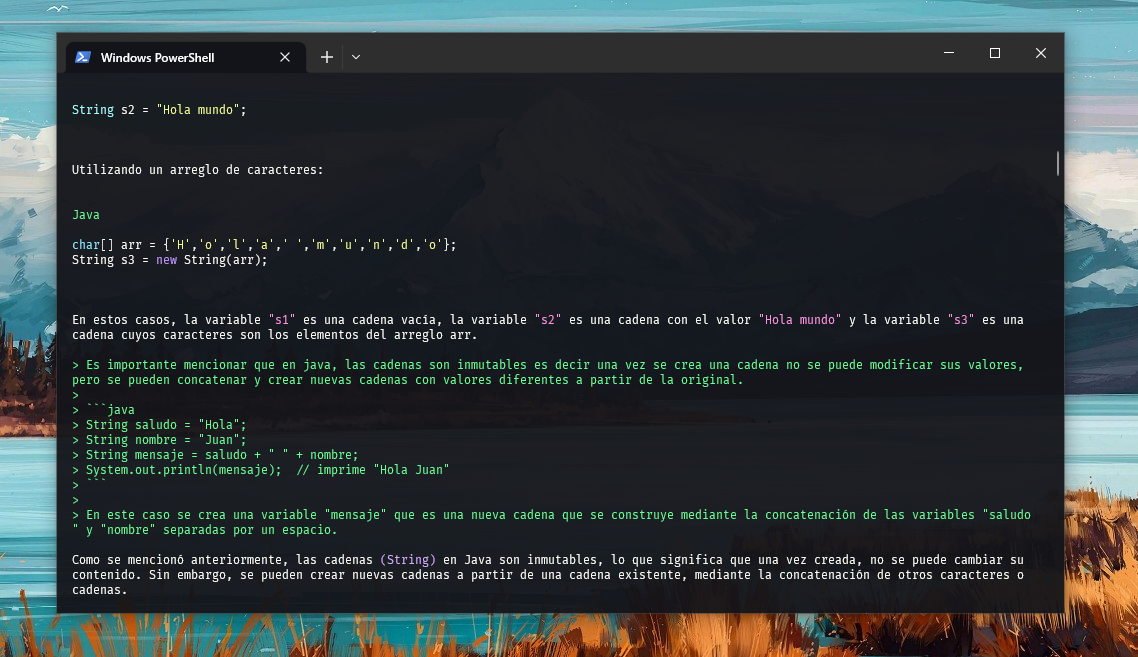 Windows PowerShell
String s2 = "Hola mundo";
Utilizando un arreglo de caracteres:
Java
char[] arr = {'H','o','l','a',' ','m','u','n','d','o'};
String s3 = new String(arr);
En estos casos, la variable "s1" es una cadena vacía, la variable "s2" es una cadena con el valor "Hola mundo" y la variable "s3" es una
cadena cuyos caracteres son los elementos del arreglo arr.
> Es importante mencionar que en java, las cadenas son inmutables es decir una vez se crea una cadena no se puede modificar sus valores,
pero se pueden concatenar y crear nuevas cadenas con valores diferentes a partir de la original.
>
> ```java
> String saludo = "Hola";
> String nombre = "Juan";
> String mensaje = saludo + " " + nombre;
> System.out.println(mensaje);  // imprime "Hola Juan"
> ```
>
> En este caso se crea una variable "mensaje" que es una nueva cadena que se construye mediante la concatenación de las variables "saludo
" y "nombre" separadas por un espacio.
Como se mencionó anteriormente, las cadenas (String) en Java son inmutables, lo que significa que una vez creada, no se puede cambiar su
contenido. Sin embargo, se pueden crear nuevas cadenas a partir de una cadena existente, mediante la concatenación de otros caracteres o
cadenas.